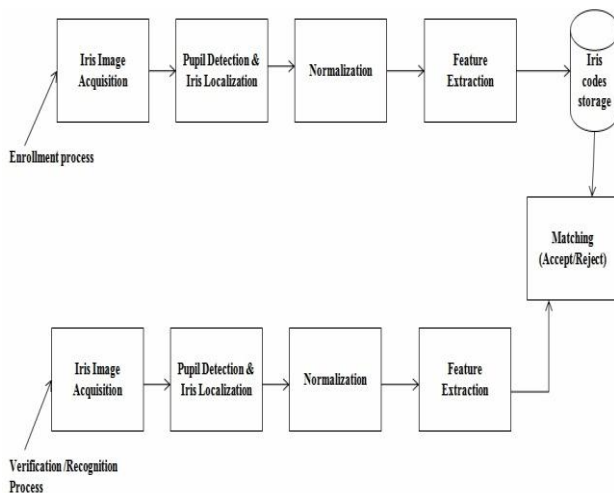 Iris Image
Acquisition
Pupil Detection &
Iris Localization
Normalization
Feature
Extraction
Iris
codes
storage
Enrollment process
Matching
(Accept/Reject)
Iris Image
Acquisition
Pupil Detection &
Iris Localization
Normalization
Feature
Extraction
Verification /Recognition
Process